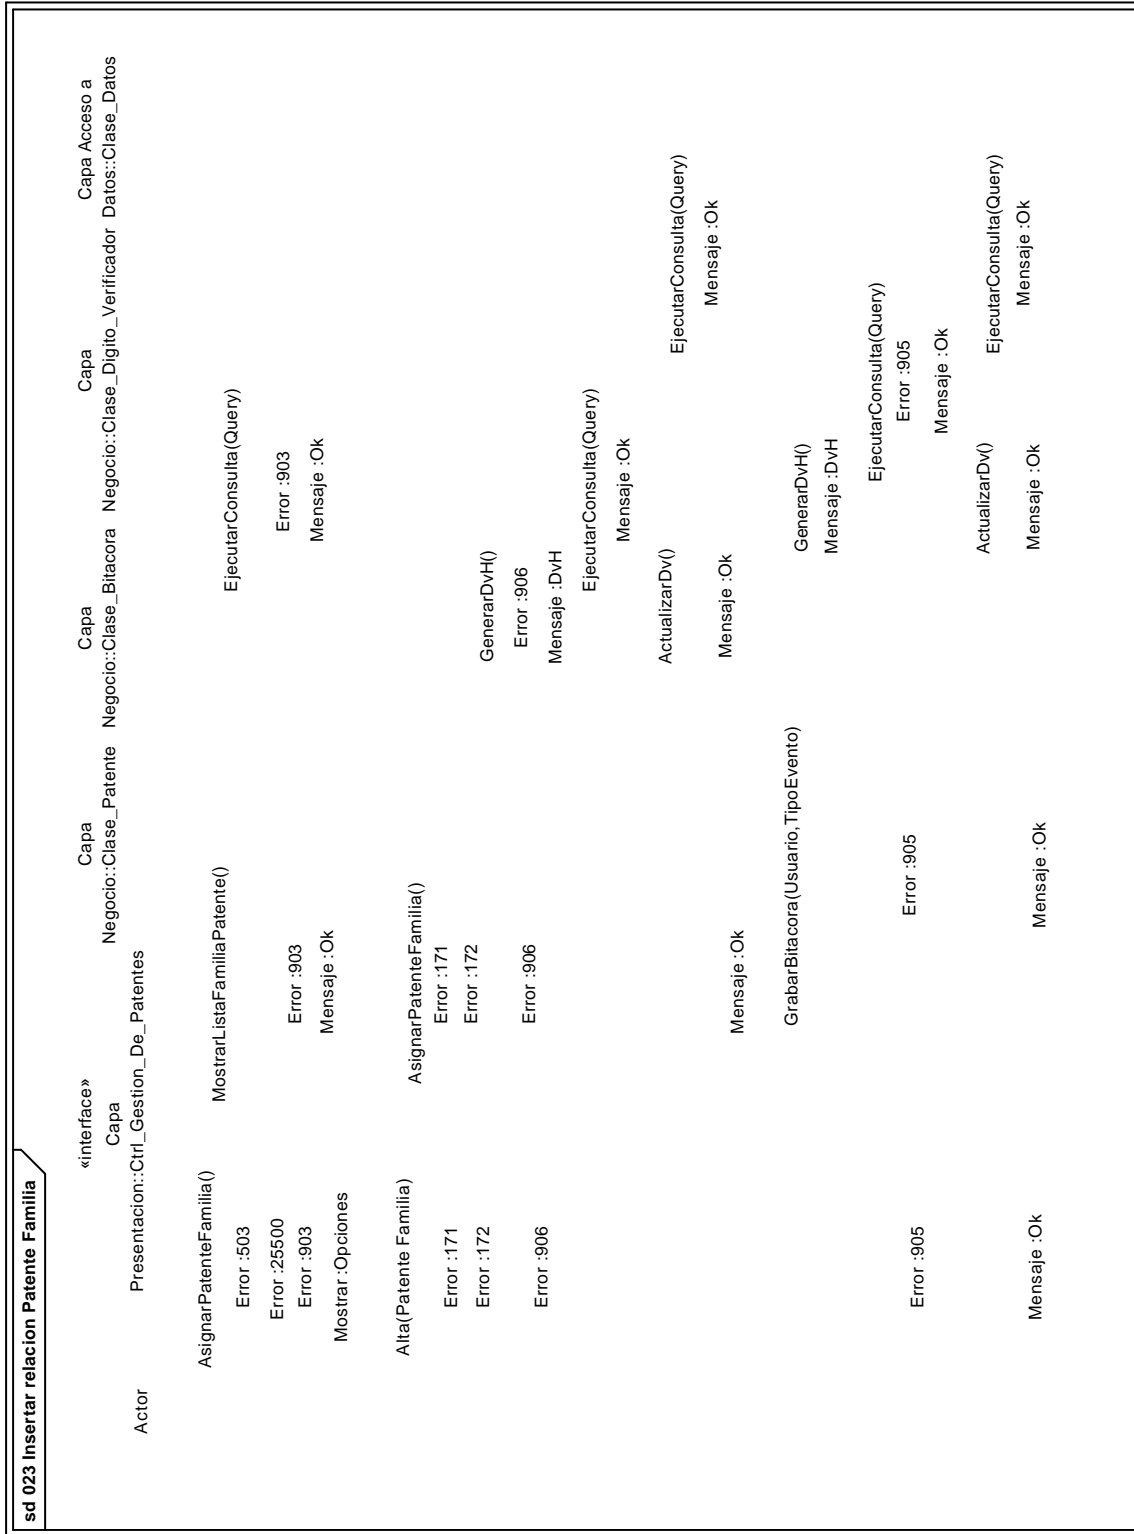 sd 023 Insertar relacion Patente Familia
Actor
«interface»
Capa
Presentacion::Ctrl_Gestion_De_Patentes
Capa
Negocio::Clase_Patente
Capa
Negocio::Clase_Bitacora
Capa
Negocio::Clase_Digito_Verificador
Capa Acceso a
Datos::Clase_Datos
AsignarPatenteFamilia()
MostrarListaFamiliaPatente()
EjecutarConsulta(Query)
Error :503
Error :25500
Error :903
Error :903
Error :903
Mensaje :Ok
Mensaje :Ok
Mostrar :Opciones
Alta(Patente Familia)
AsignarPatenteFamilia()
Error :171
Error :171
Error :172
Error :172
GenerarDvH()
Error :906
Error :906
Error :906
Mensaje :DvH
EjecutarConsulta(Query)
Mensaje :Ok
ActualizarDv()
EjecutarConsulta(Query)
Mensaje :Ok
Mensaje :Ok
Mensaje :Ok
GrabarBitacora(Usuario,TipoEvento)
GenerarDvH()
Mensaje :DvH
EjecutarConsulta(Query)
Error :905
Error :905
Error :905
Mensaje :Ok
ActualizarDv()
EjecutarConsulta(Query)
Mensaje :Ok
Mensaje :Ok
Mensaje :Ok
Mensaje :Ok